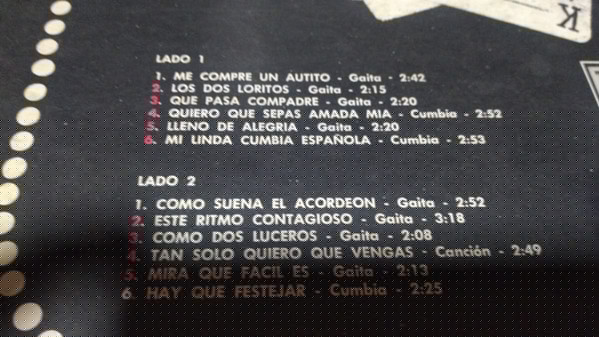 K
LADO 1
1. ME COMPRE UN AUTITO - Gaita - 2:42
2. LOS DOS LORITOS - Gaita - 2:15
3. QUE PASA COMPADRE - Gaita - 2:20
4. QUIERO QUE SEPAS AMADA MIA - Cumbia - 2:52
5. LLENO DE ALEGRIA - Gaita - 2:20
6. MI LINDA CUMBIA ESPAÑOLA - Cumbia - 2:53
LADO 2
1. COMO SUENA EL ACORDEON - Gaita - 2:52
2. ESTE RITMO CONTAGIOSO - Gaita - 3:18
3. COMO DOS LUCEROS - Gaita - 2:08
4. TAN SOLO QUIERO QUE VENGAS - Canción - 2:49
5. MIRA QUE FACIL ES - Gaita - 2:13
6. HAY QUE FESTEJAR - Cumbia - 2:25